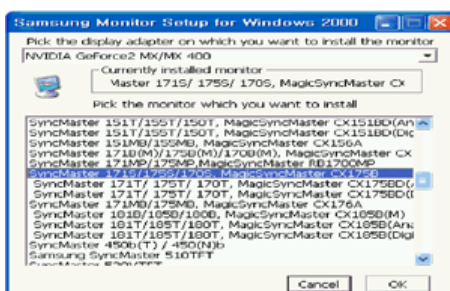 Samsung Monitor Setup for Windows 2000
Pick the display adapter on which you want to install the monitor
NVIDIA GeForce2 MX/MX 400
Currently installed monitor
Master 171S/ 175S/ 170S, MagicSyncMaster CX
Pick the monitor which you want to install
SyncMaster 151T/155T/150T, MagicSyncMaster CX151BD(An
SyncMaster 151T/155T/150T, MagicSyncMaster CX151BD(Dig
SyncMaster 151MB/155MB, MagicSyncMaster CX156A
SyncMaster 171B(M)/175B(M)/170B(M), MagicSyncMaster CX
SyncMaster 171MP/175MP,MagicSyncMaster RB1700MP
SyncMaster 171S/175S/170S, MagicSyncMaster CX175B
SyncMaster 171T/ 175T/ 170T, MagicSyncMaster CX175BD(
SyncMaster 171T/ 175T/ 170T, MagicSyncMaster CX175BD(
SyncMaster 171MB/175MB, MagicSyncMaster CX176A
SyncMaster 181B/185B/180B, MagicSyncMaster CX185B(M)
SyncMaster 181T/185T/180T, MagicSyncMaster CX185B(Ana
SyncMaster 181T/185T/180T, MagicSyncMaster CX185B(Digi
SyncMaster 450b(T) / 450(N)b
Samsung SyncMaster 510TFT
Cancel OK